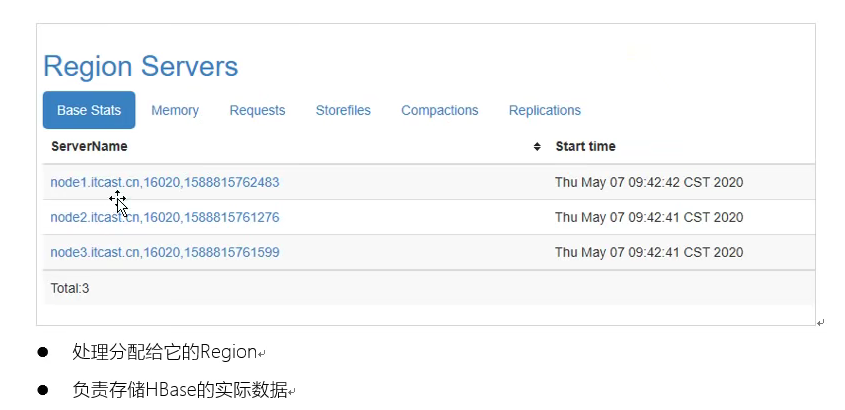 Region Servers
Base Stats Memory Requests Storefiles Compactions Replications
ServerName Start time
node1.itcast.cn,16020,1588815762483 Thu May 07 09:42:42 CST 2020
node2.itcast.cn,16020,1588815761276 Thu May 07 09:42:41 CST 2020
node3.itcast.cn,16020,1588815761599 Thu May 07 09:42:41 CST 2020
Total:3
● 处理分配给它的Region
● 负责存储HBase的实际数据